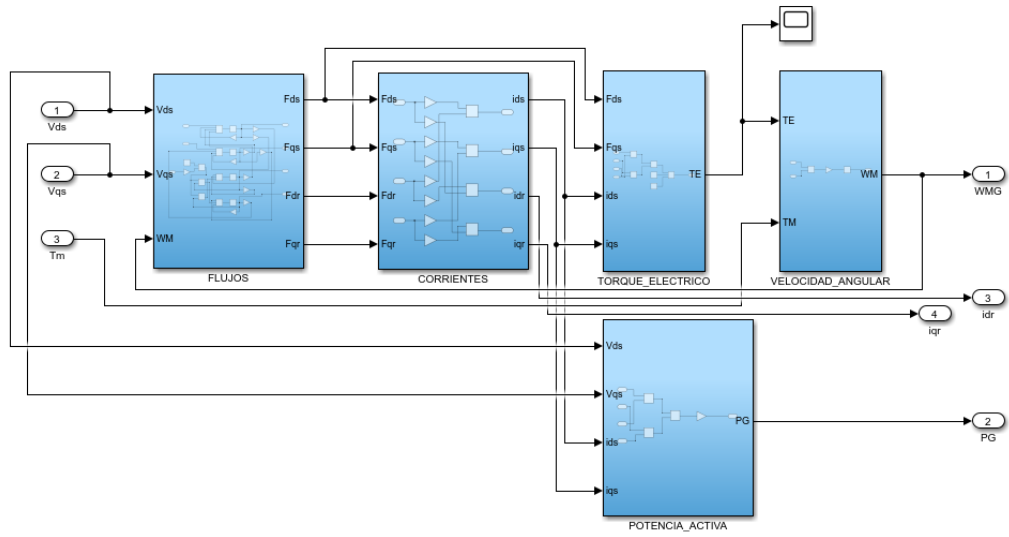 1
Vds
2
Vqs
3
Tm
Vds
Vqs
WM
Fds
Fqs
Fdr
Fqr
FLUJOS
Fds
Fqs
Fdr
Fqr
ids
iqs
idr
iqr
CORRIENTES
Fds
Fqs
ids
iqs
TE
TORQUE_ELECTRICO
TE
TM
WM
VELOCIDAD_ANGULAR
1
WMG
3
idr
4
iqr
Vds
Vqs
ids
iqs
PG
POTENCIA_ACTIVA
2
PG